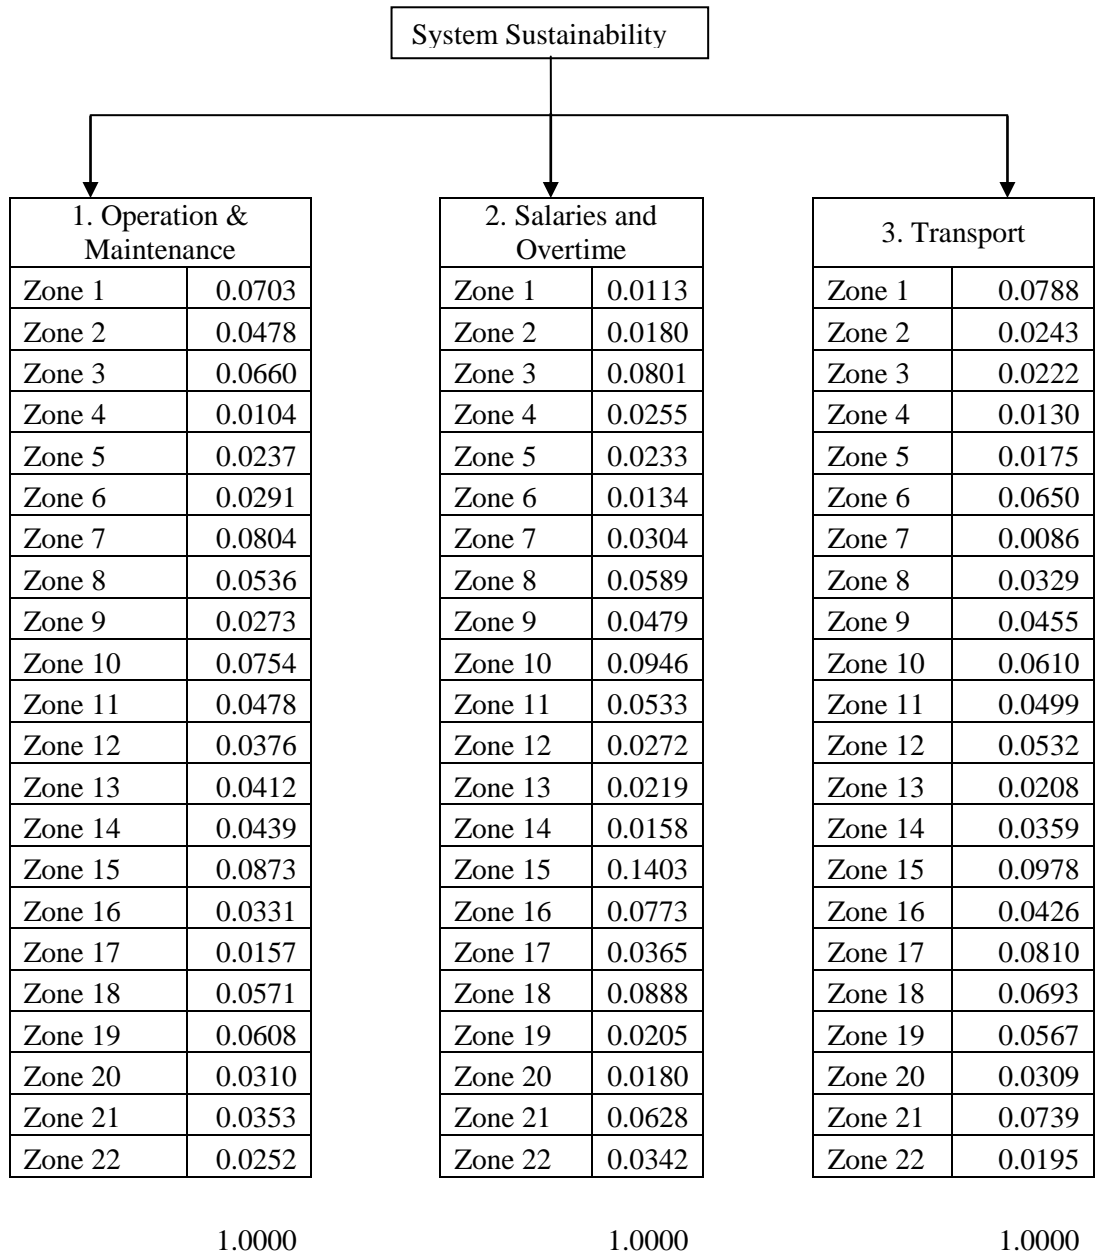 System Sustainability
1. Operation &
Maintenance
Zone 1 0.0703
Zone 2 0.0478
Zone 3 0.0660
Zone 4 0.0104
Zone 5 0.0237
Zone 6 0.0291
Zone 7 0.0804
Zone 8 0.0536
Zone 9 0.0273
Zone 10 0.0754
Zone 11 0.0478
Zone 12 0.0376
Zone 13 0.0412
Zone 14 0.0439
Zone 15 0.0873
Zone 16 0.0331
Zone 17 0.0157
Zone 18 0.0571
Zone 19 0.0608
Zone 20 0.0310
Zone 21 0.0353
Zone 22 0.0252
1.0000
2. Salaries and
Overtime
Zone 1 0.0113
Zone 2 0.0180
Zone 3 0.0801
Zone 4 0.0255
Zone 5 0.0233
Zone 6 0.0134
Zone 7 0.0304
Zone 8 0.0589
Zone 9 0.0479
Zone 10 0.0946
Zone 11 0.0533
Zone 12 0.0272
Zone 13 0.0219
Zone 14 0.0158
Zone 15 0.1403
Zone 16 0.0773
Zone 17 0.0365
Zone 18 0.0888
Zone 19 0.0205
Zone 20 0.0180
Zone 21 0.0628
Zone 22 0.0342
1.0000
3. Transport
Zone 1 0.0788
Zone 2 0.0243
Zone 3 0.0222
Zone 4 0.0130
Zone 5 0.0175
Zone 6 0.0650
Zone 7 0.0086
Zone 8 0.0329
Zone 9 0.0455
Zone 10 0.0610
Zone 11 0.0499
Zone 12 0.0532
Zone 13 0.0208
Zone 14 0.0359
Zone 15 0.0978
Zone 16 0.0426
Zone 17 0.0810
Zone 18 0.0693
Zone 19 0.0567
Zone 20 0.0309
Zone 21 0.0739
Zone 22 0.0195
1.0000